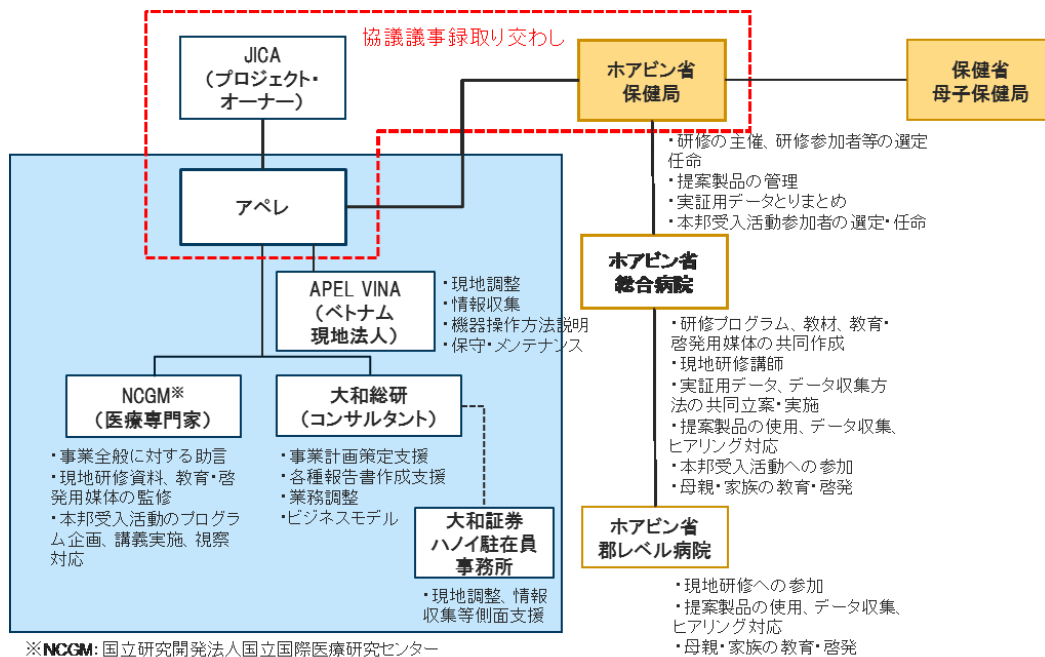 協議議事録取り交わし
JICA
（プロジェクト・
オーナー）
ホアビン省
保健局
保健省
母子保健局
・研修の主催、研修参加者等の選定
任命
・提案製品の管理
・実証用データとりまとめ
・本邦受入活動参加者の選定・任命
アペレ
APEL VINA
（ベトナム
現地法人）
・現地調整
・情報収集
・機器操作方法説明
・保守・メンテナンス
ホアビン省
総合病院
・研修プログラム、教材、教育・
啓発用媒体の共同作成
・現地研修講師
・実証用データ、データ収集方
法の共同立案・実施
・提案製品の使用、データ収集、
ヒアリング対応
・本邦受入活動への参加
・母親・家族の教育・啓発
NCGM※
（医療専門家）
・事業全般に対する助言
・現地研修資料、教育・啓
発用媒体の監修
・本邦受入活動のプログラ
ム企画、講義実施、視察
対応
大和総研
（コンサルタント）
・事業計画策定支援
・各種報告書作成支援
・業務調整
・ビジネスモデル
大和証券
ハノイ駐在員
事務所
・現地調整、情報
収集等側面支援
ホアビン省
郡レベル病院
・現地研修への参加
・提案製品の使用、データ収集、
ヒアリング対応
・母親・家族の教育・啓発
※NCGM: 国立研究開発法人国立国際医療研究センター